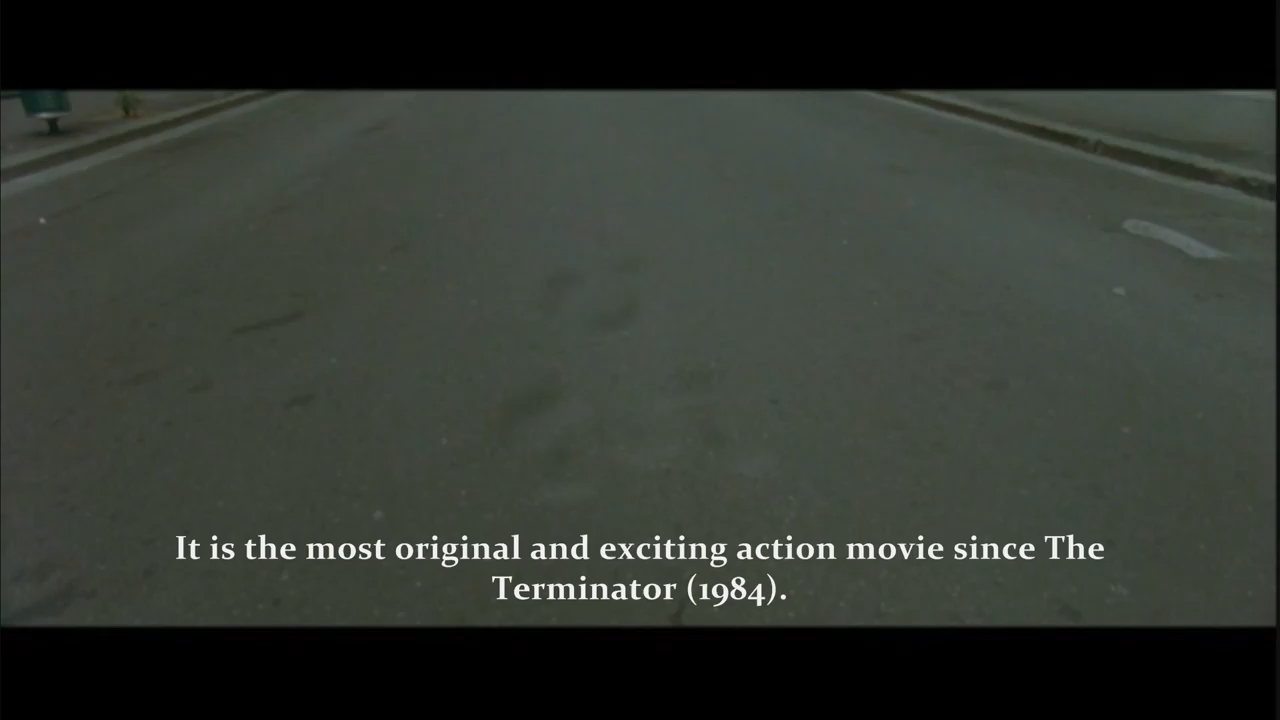 It is the most original and exciting action movie since The
Terminator (1984).